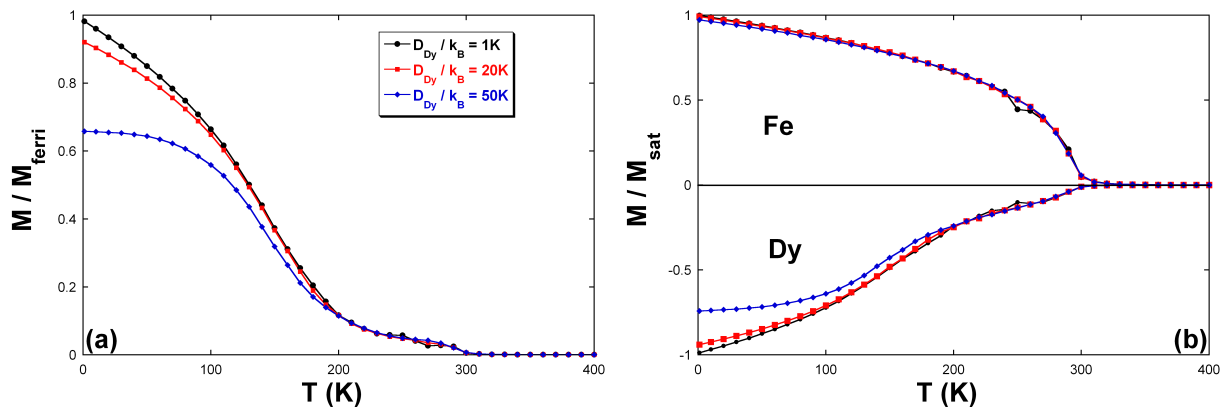 1
0.8
0.6
0.4
0.2
0
M / M_ferri
0 100 200 300 400
T (K)
(a)
D_Dy / k_B = 1K
D_Dy / k_B = 20K
D_Dy / k_B = 50K
1
0.5
0
-0.5
-1
M / M_sat
0 100 200 300 400
T (K)
Fe
Dy
(b)